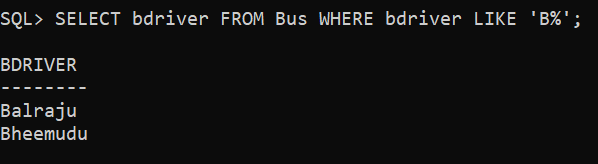 SQL> SELECT bdriver FROM Bus WHERE bdriver LIKE 'B%';
BDRIVER
--------
Balraju
Bheemudu